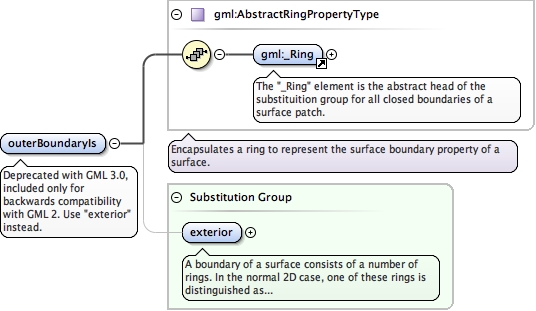 gml:AbstractRingPropertyType
gml:_Ring
The "_Ring" element is the abstract head of the
substituition group for all closed boundaries of a
surface patch.
outerBoundaryIs
Deprecated with GML 3.0,
included only for
backwards compatibility
with GML 2. Use "exterior"
instead.
Encapsulates a ring to represent the surface boundary property of a
surface.
Substitution Group
exterior
A boundary of a surface consists of a number of
rings. In the normal 2D case, one of these rings is
distinguished as...